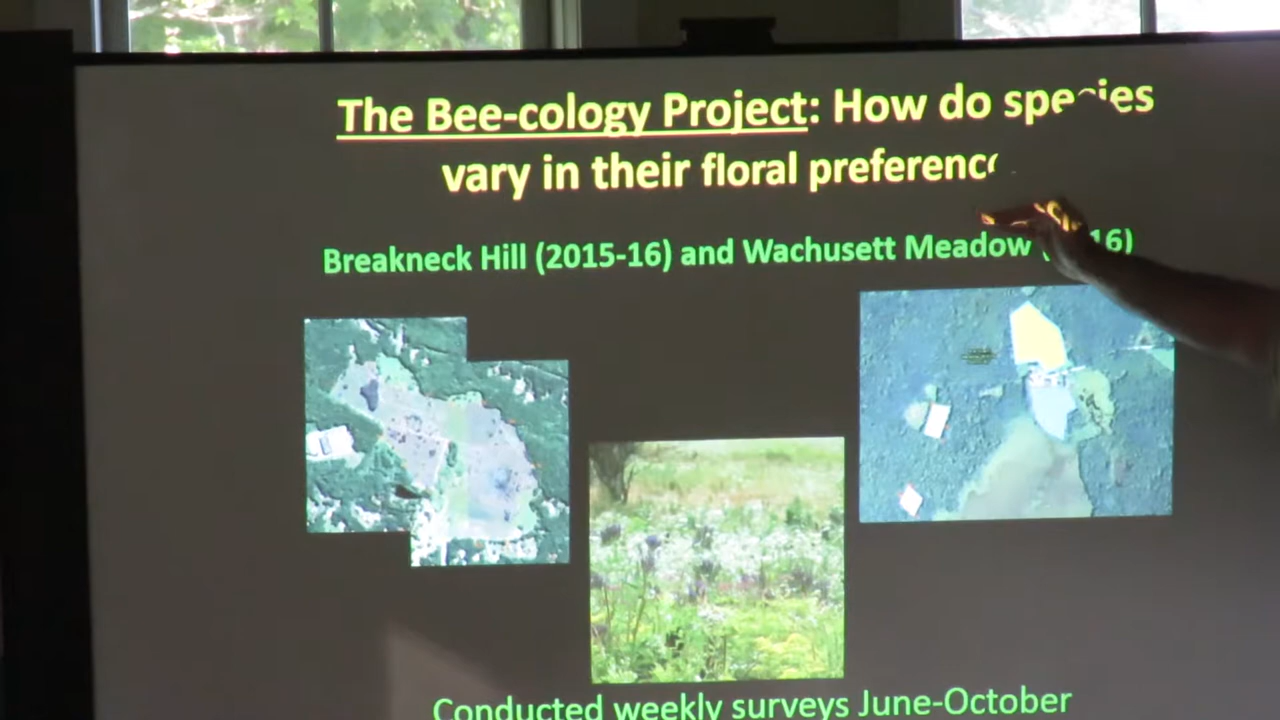 The Bee-cology Project: How do species
vary in their floral
Breakneck Hill (2015-16) and Wachusett Meadow
Conducted weekly surveys June-October